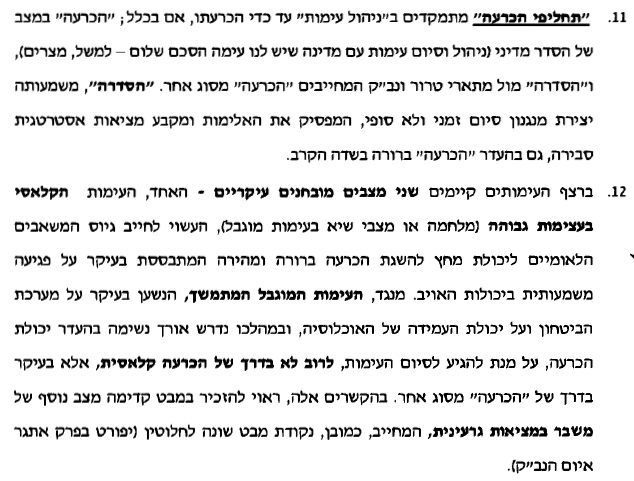 11. "תחליפי הכרעה" מתמקדים ב"ניהול עימות" עד כדי הכרעתו, אם בכלל; "הכרעה" במצב
של הסדר מדיני (ניהול וסיום עימות עם מדינה שיש לנו עימה הסכם שלום – למשל, מצרים),
ו"הסדרה" מול מתארי טרור ונב"ק המחייבים "הכרעה" מסוג אחר. "הסדרה", משמעותה
יצירת מנגנון סיום זמני ולא סופי, המפסיק את האלימות ומקבע מציאות אסטרטגית
סבירה, גם בהעדר "הכרעה" ברורה בשדה הקרב.
12. ברצף העימותים קיימים שני מצבים מובחנים עיקריים - האחד, העימות הקלאסי
בעצימות גבוהה (מלחמה או מצבי שיא בעימות מוגבל), העשוי לחייב גיוס המשאבים
הלאומיים ליכולת מחץ להשגת הכרעה ברורה ומהירה המתבססת בעיקר על פגיעה
משמעותית ביכולות האויב. מנגד, העימות המוגבל המתמשך, הנשען בעיקר על מערכת
הביטחון ועל יכולת העמידה של האוכלוסיה, ובמהלכו נדרש אורך נשימה בהעדר יכולת
הכרעה, על מנת להגיע לסיום העימות, לרוב לא בדרך של הכרעה קלאסית, אלא בעיקר
בדרך של "הכרעה" מסוג אחר. בהקשרים אלה, ראוי להזכיר במבט קדימה מצב נוסף של
משבר במציאות גרעינית, המחייב, כמובן, נקודת מבט שונה לחלוטין (יפורט בפרק אתגר
איום הנב"ק).